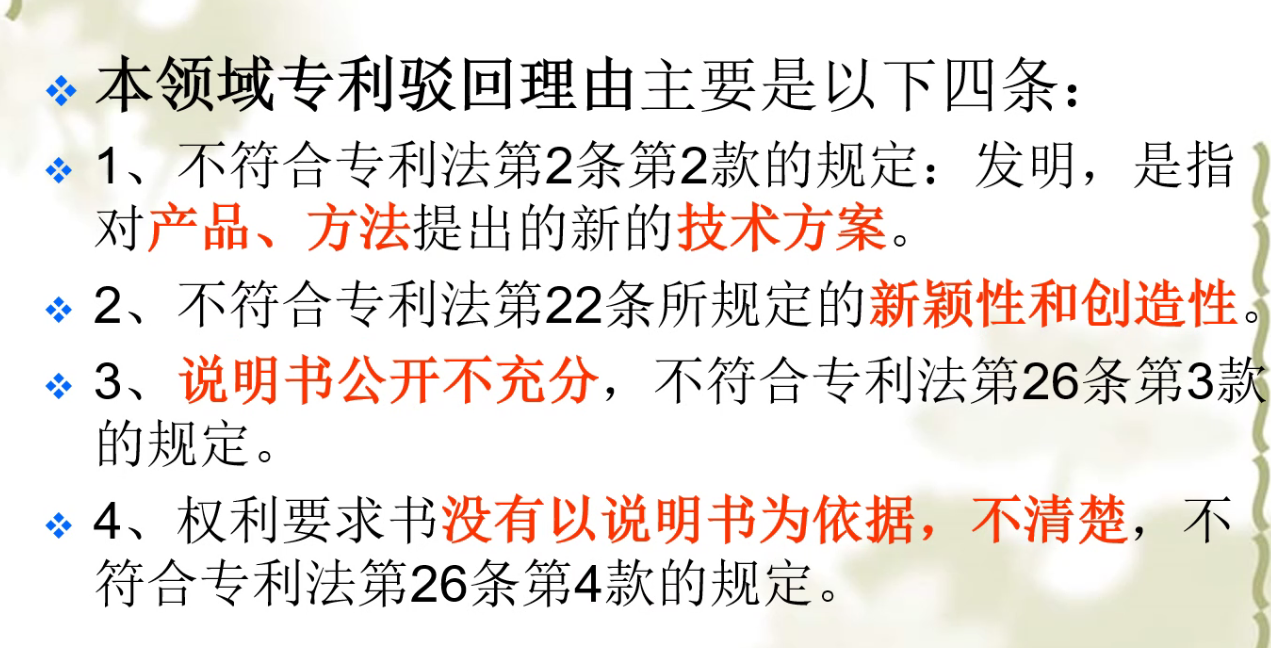 本领域专利驳回理由主要是以下四条：
1、不符合专利法第2条第2款的规定：发明，是指
对产品、方法提出的新的技术方案。
2、不符合专利法第22条所规定的新颖性和创造性。
3、说明书公开不充分，不符合专利法第26条第3款
的规定。
4、权利要求书没有以说明书为依据，不清楚，不
符合专利法第26条第4款的规定。